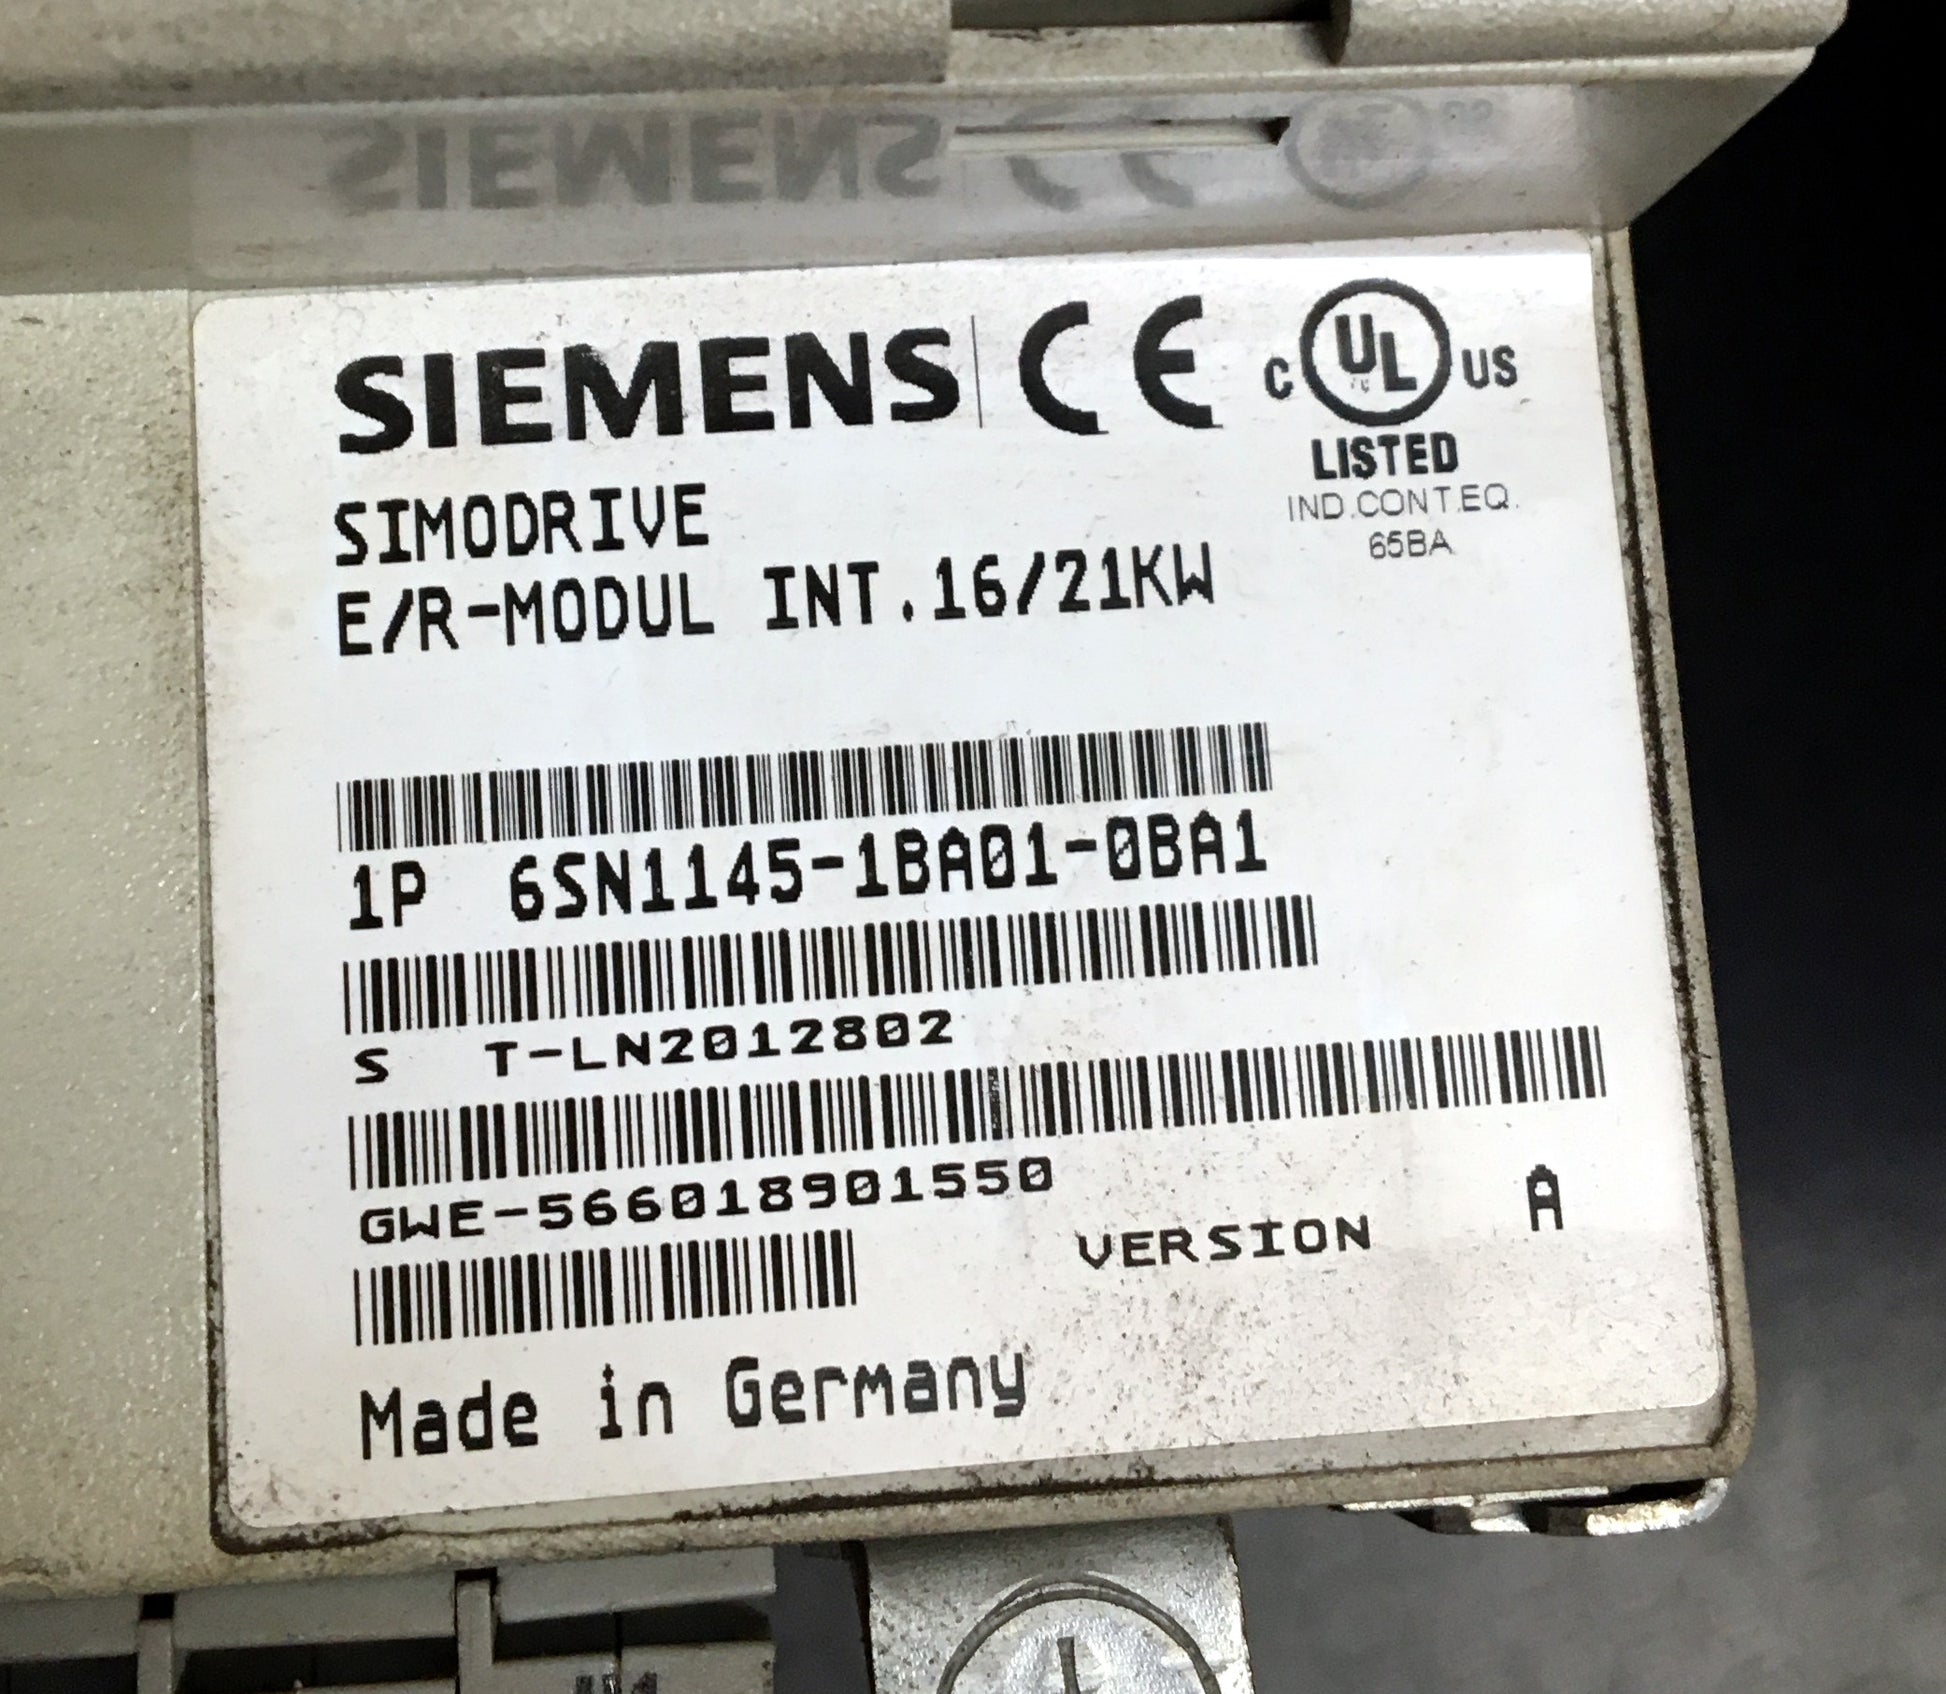 SIEMENS CE C UL US
LISTED
IND.CONT.EQ.
65BA
SIMODRIVE
E/R-MODUL INT.16/21KW
1P 6SN1145-1BA01-0BA1
S T-LN2012802
GWE-566018901550
VERSION A
Made in Germany